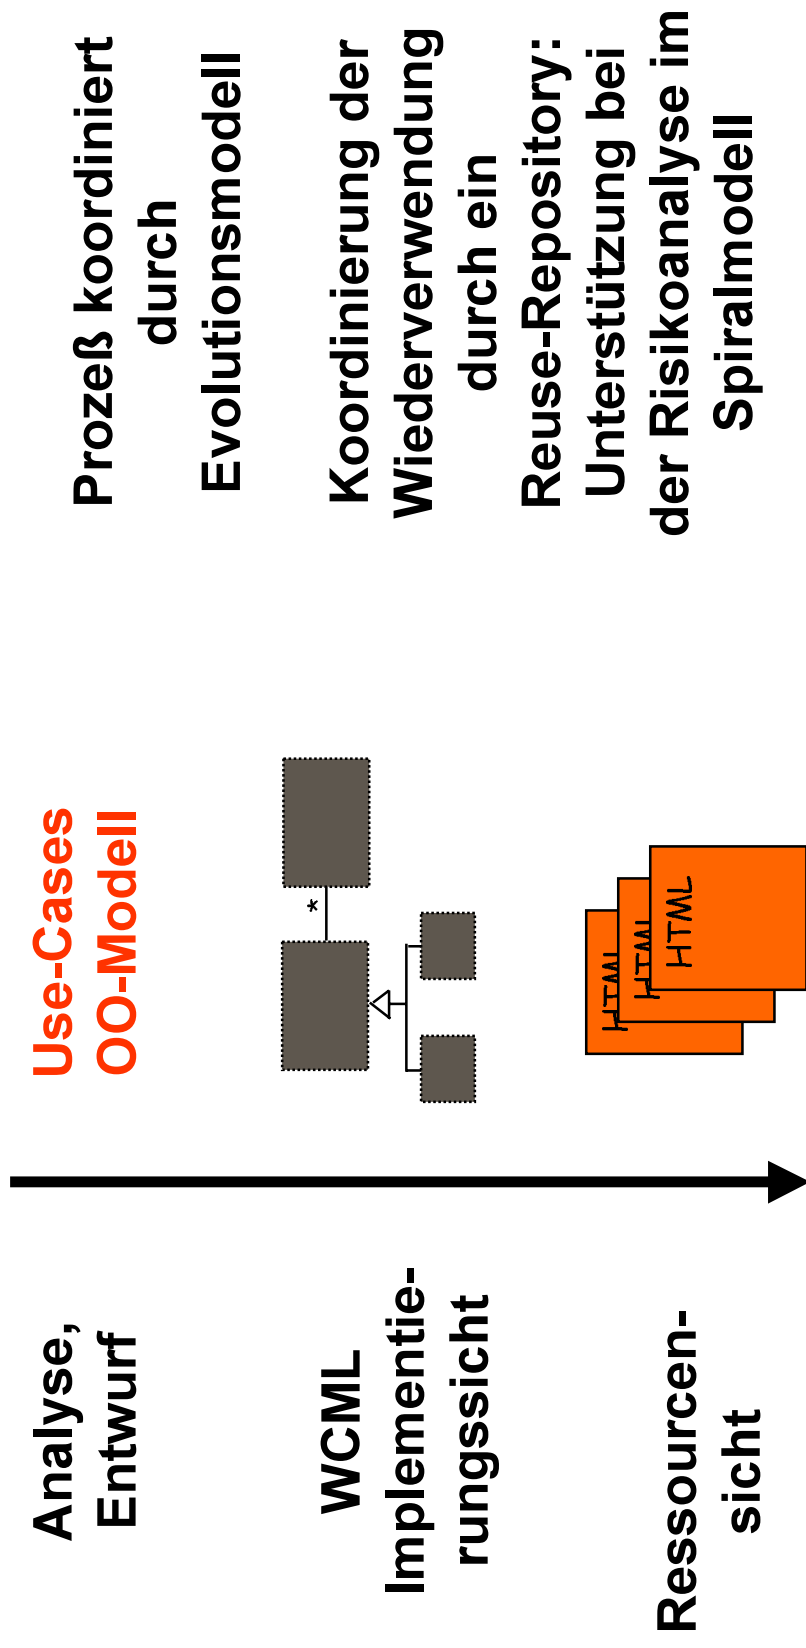 Analyse,
Entwurf
WCML
Implementie-
rungssicht
Ressourcen-
sicht
Use-Cases
OO-Modell
*
HTML
HTML
HTML
Prozeß koordiniert
durch
Evolutionsmodell
Koordinierung der
Wiederverwendung
durch ein
Reuse-Repository:
Unterstützung bei
der Risikoanalyse im
Spiralmodell